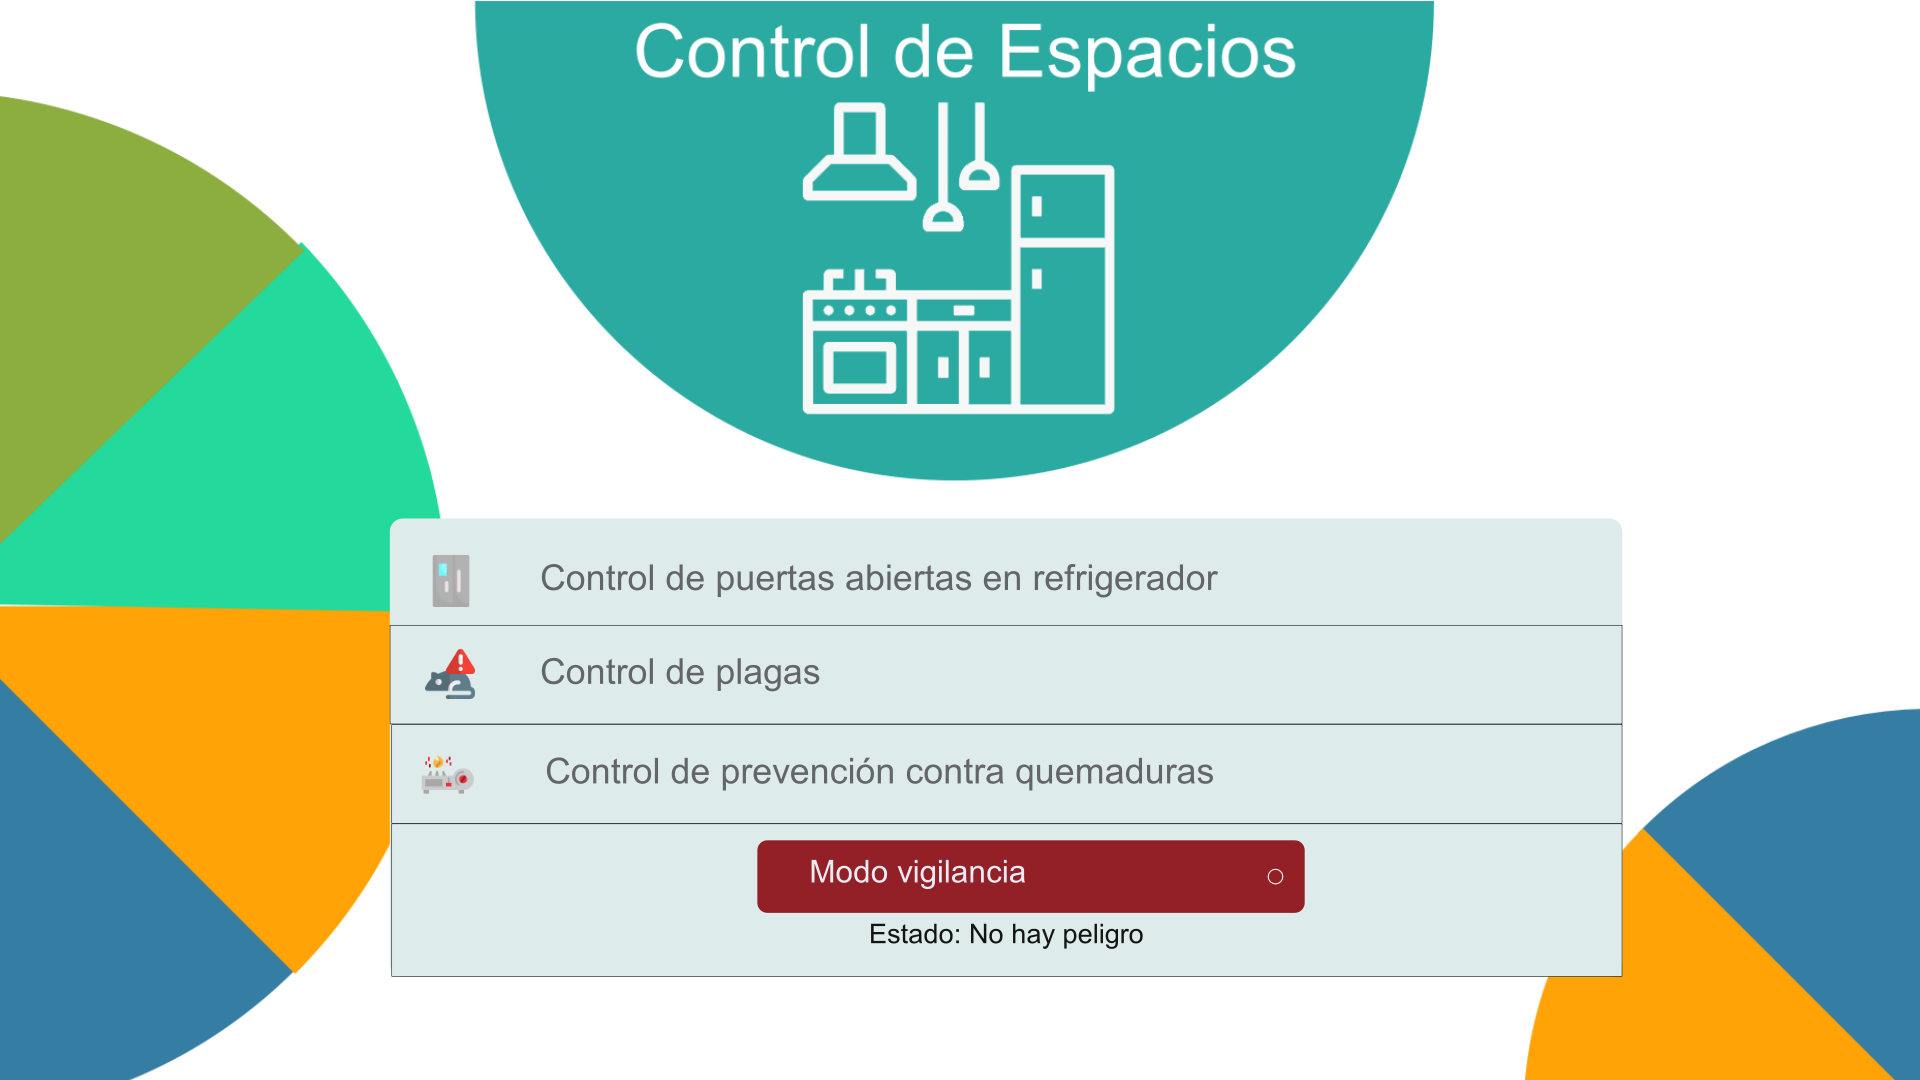 Control de Espacios
Control de puertas abiertas en refrigerador
Control de plagas
Control de prevención contra quemaduras
Modo vigilancia
Estado: No hay peligro